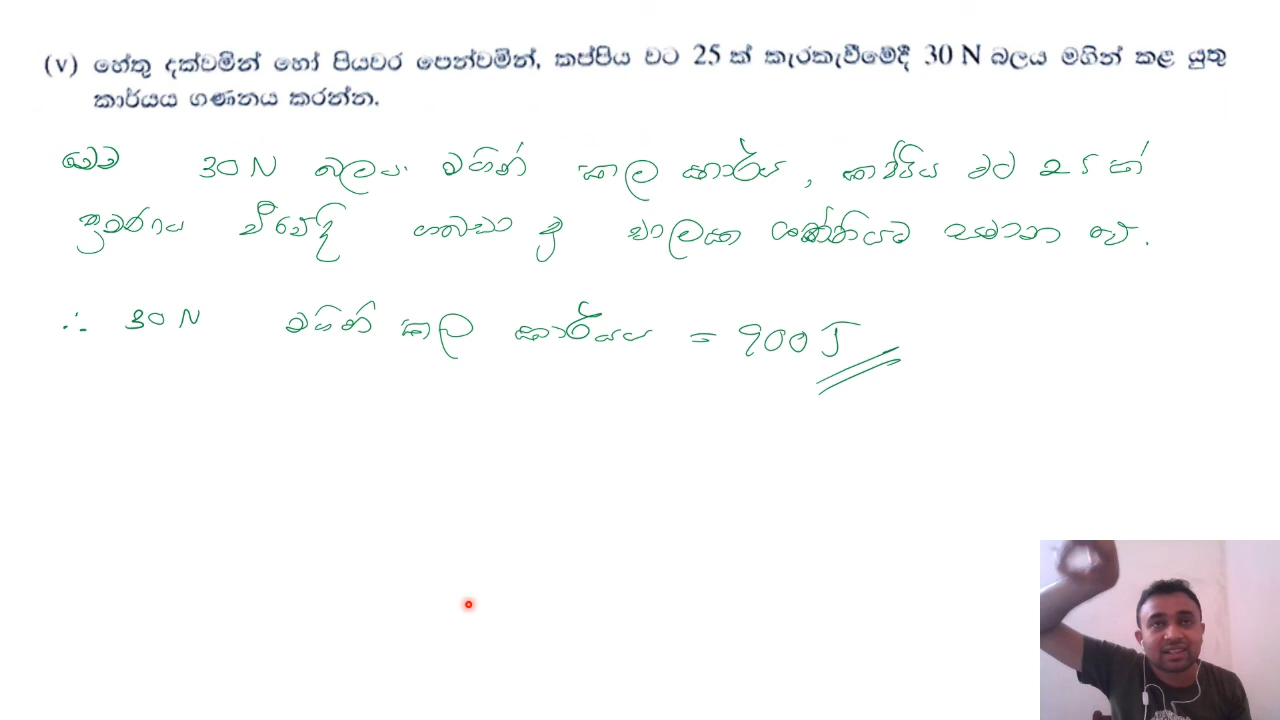 (v) හේතු දක්වමින් හෝ පියවර පෙන්වමින්, කප්පිය වට 25 ක් කැරකැවීමේදී 30 N බලය මගින් කළ යුතු
කාර්යය ගණනය කරන්න.
මෙම 30 N බලය මගින් කල කාර්ය, කප්පිය වට 25 ක්
භ්‍රමණය වීමේදී ගබඩා වූ චාලක ශක්තියට සමාන වේ.
∴ 30 N මගින් කල කාර්යය = 900 J